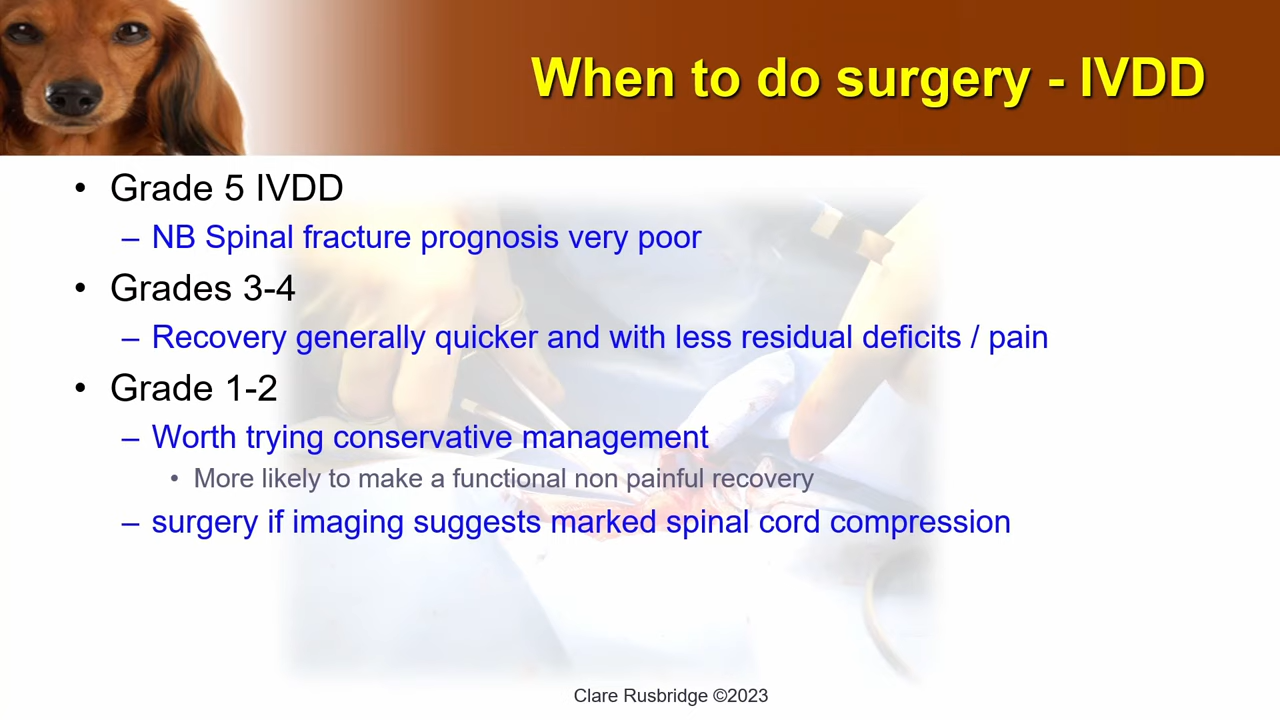 When to do surgery - IVDD
• Grade 5 IVDD
– NB Spinal fracture prognosis very poor
• Grades 3-4
– Recovery generally quicker and with less residual deficits / pain
• Grade 1-2
– Worth trying conservative management
• More likely to make a functional non painful recovery
– surgery if imaging suggests marked spinal cord compression
Clare Rusbridge ©2023